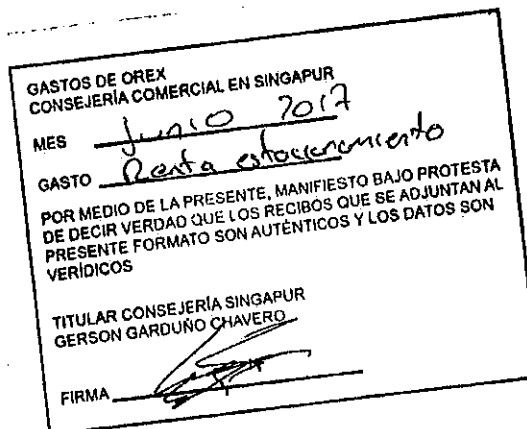 GASTOS DE OREX
CONSEJERÍA COMERCIAL EN SINGAPUR
MES Junio 2017
GASTO Renta estacionamiento
POR MEDIO DE LA PRESENTE, MANIFIESTO BAJO PROTESTA
DE DECIR VERDAD QUE LOS RECIBOS QUE SE ADJUNTAN AL
PRESENTE FORMATO SON AUTÉNTICOS Y LOS DATOS SON
VERÍDICOS
TITULAR CONSEJERÍA SINGAPUR
GERSON GARDUÑO CHAVERO
FIRMA